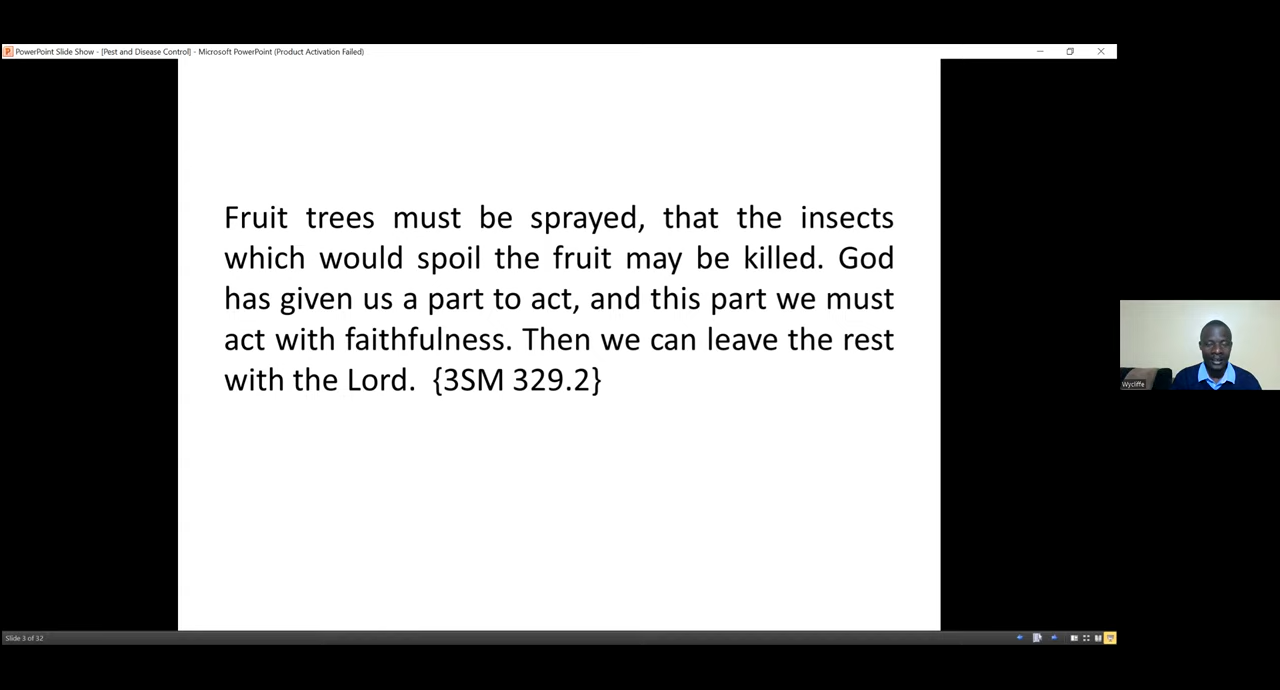 PowerPoint Slide Show - [Pest and Disease Control] - Microsoft PowerPoint (Product Activation Failed)
Fruit trees must be sprayed, that the insects
which would spoil the fruit may be killed. God
has given us a part to act, and this part we must
act with faithfulness. Then we can leave the rest
with the Lord. {3SM 329.2}
Wycliffe
Slide 3 of 32